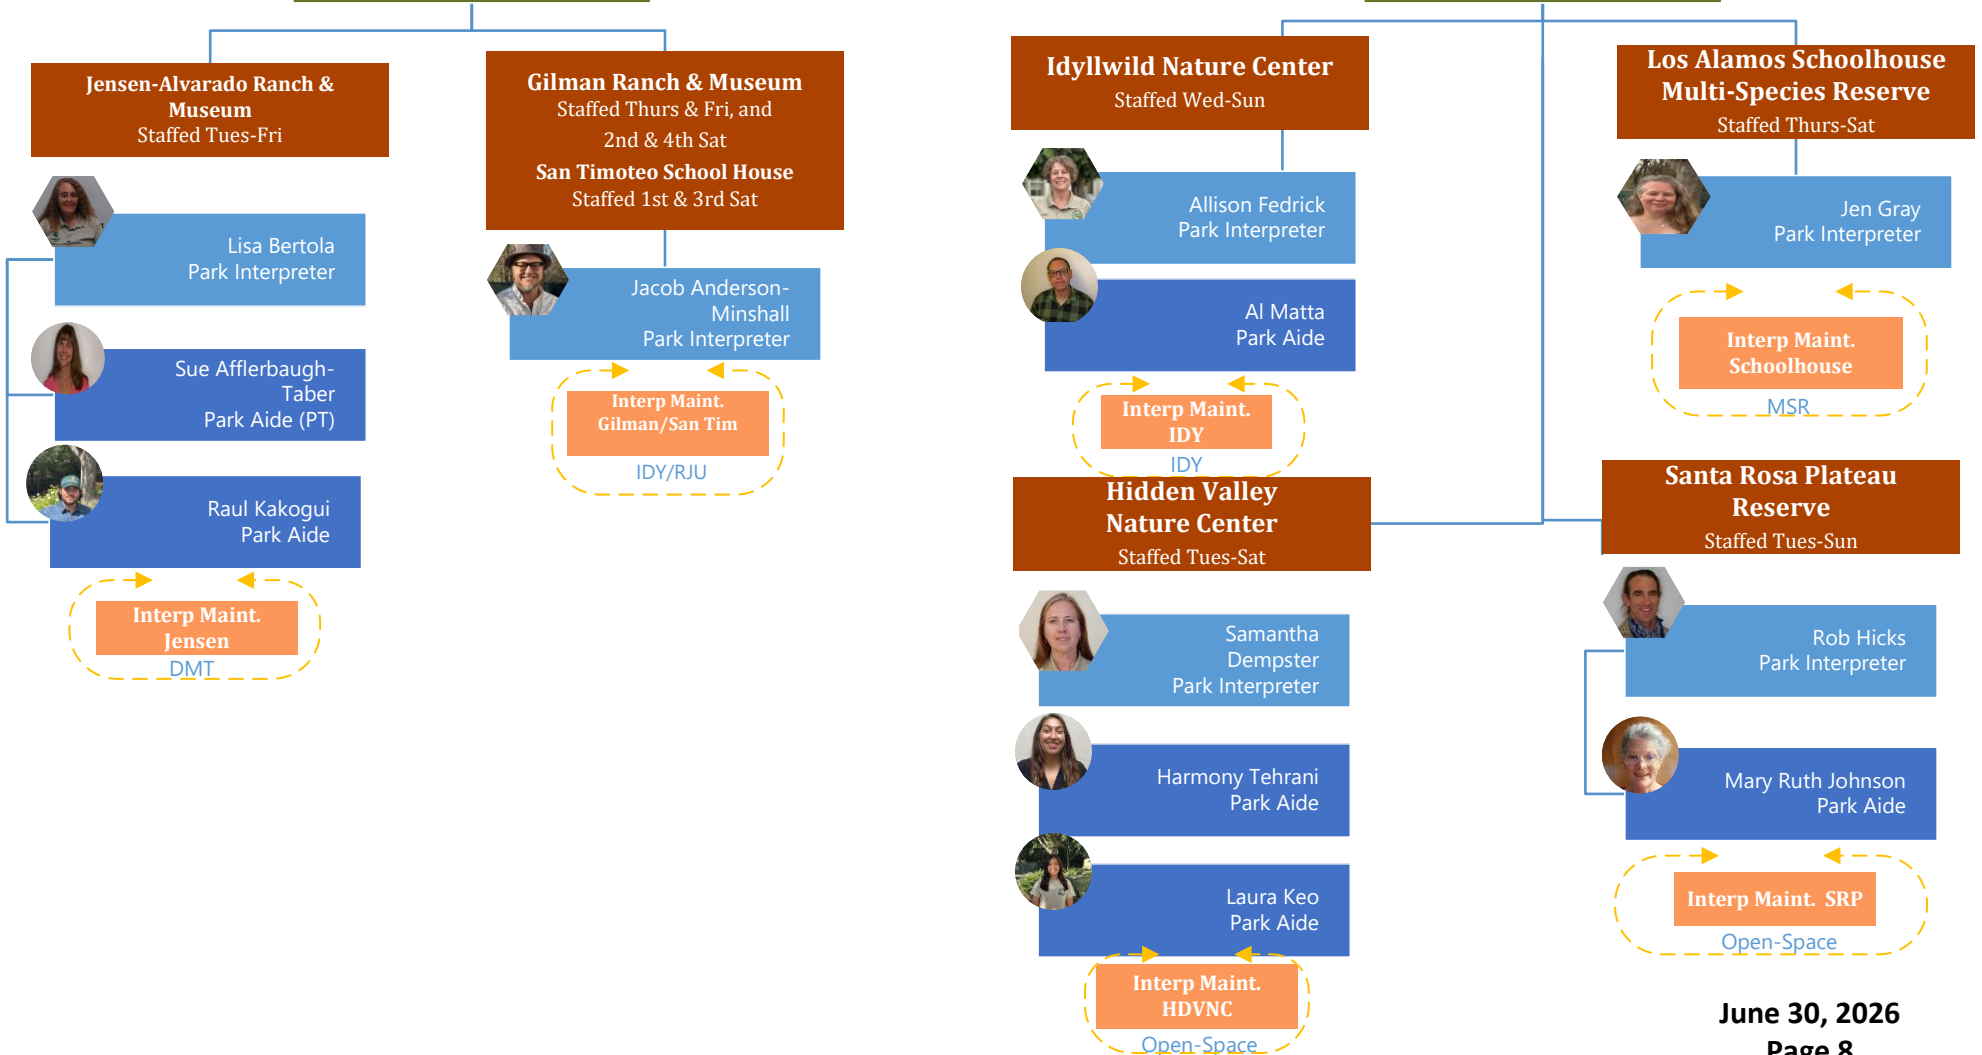 Jensen-Alvarado Ranch &
Museum
Staffed Tues-Fri
Lisa Bertola
Park Interpreter
Sue Afflerbaugh-
Taber
Park Aide (PT)
Raul Kakogui
Park Aide
Interp Maint.
Jensen
DMT
Gilman Ranch & Museum
Staffed Thurs & Fri, and
2nd & 4th Sat
San Timoteo School House
Staffed 1st & 3rd Sat
Jacob Anderson-
Minshall
Park Interpreter
Interp Maint.
Gilman/San Tim
IDY/RJU
Idyllwild Nature Center
Staffed Wed-Sun
Allison Fedrick
Park Interpreter
Al Matta
Park Aide
Interp Maint.
IDY
IDY
Hidden Valley
Nature Center
Staffed Tues-Sat
Samantha
Dempster
Park Interpreter
Harmony Tehrani
Park Aide
Laura Keo
Park Aide
Interp Maint.
HDVNC
Open-Space
Los Alamos Schoolhouse
Multi-Species Reserve
Staffed Thurs-Sat
Jen Gray
Park Interpreter
Interp Maint.
Schoolhouse
MSR
Santa Rosa Plateau
Reserve
Staffed Tues-Sun
Rob Hicks
Park Interpreter
Mary Ruth Johnson
Park Aide
Interp Maint. SRP
Open-Space
June 30, 2026
Page 8